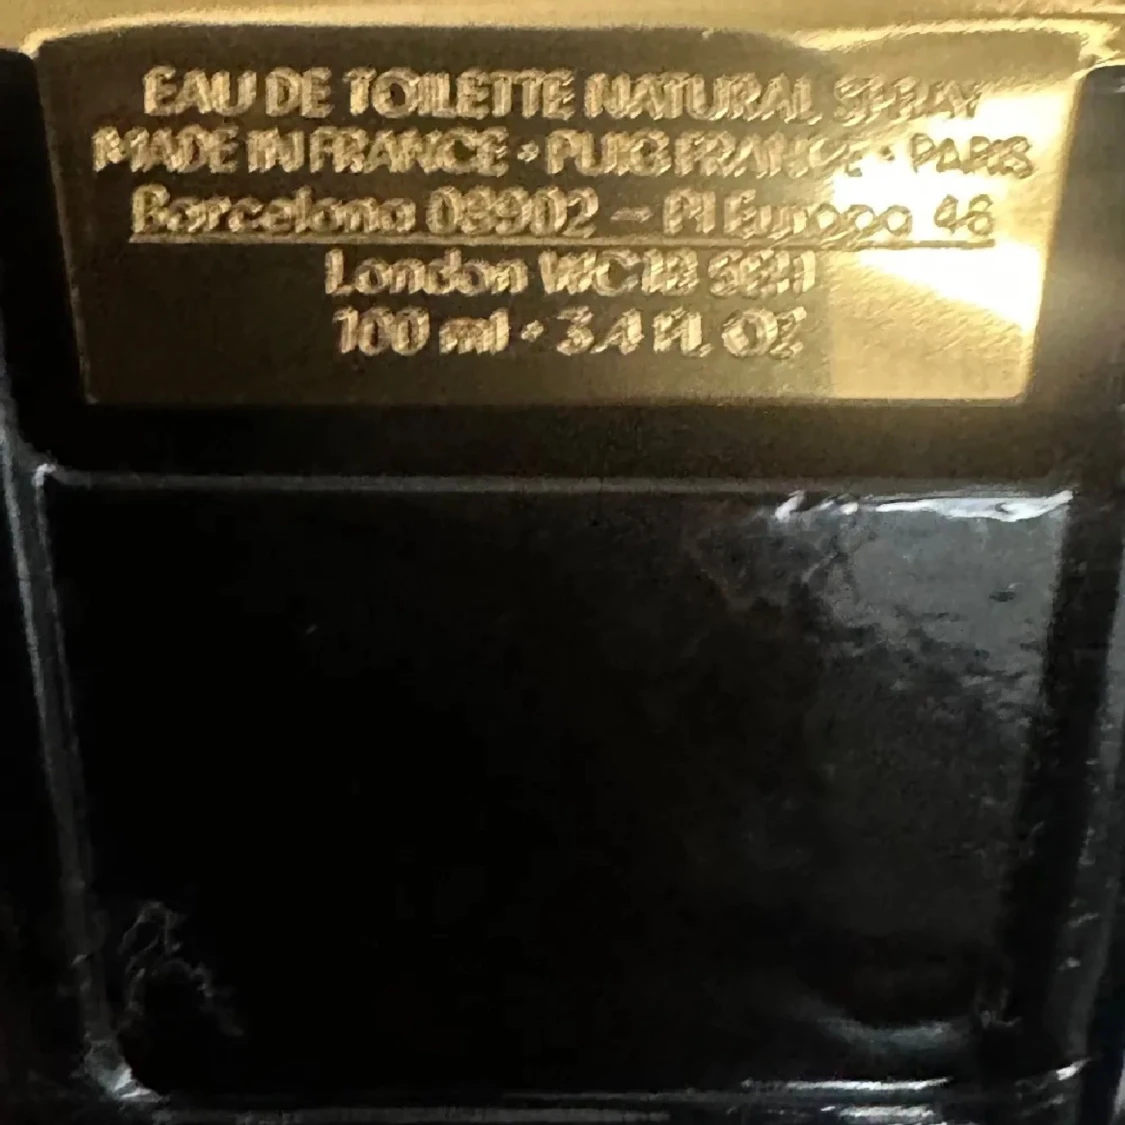 EAU DE TOILETTE NATURAL SPRAY
MADE IN FRANCE • PUIG FRANCE • PARIS
Barcelona 08902 – Pl Europa 46
London
100 ml • 3.4 FL OZ